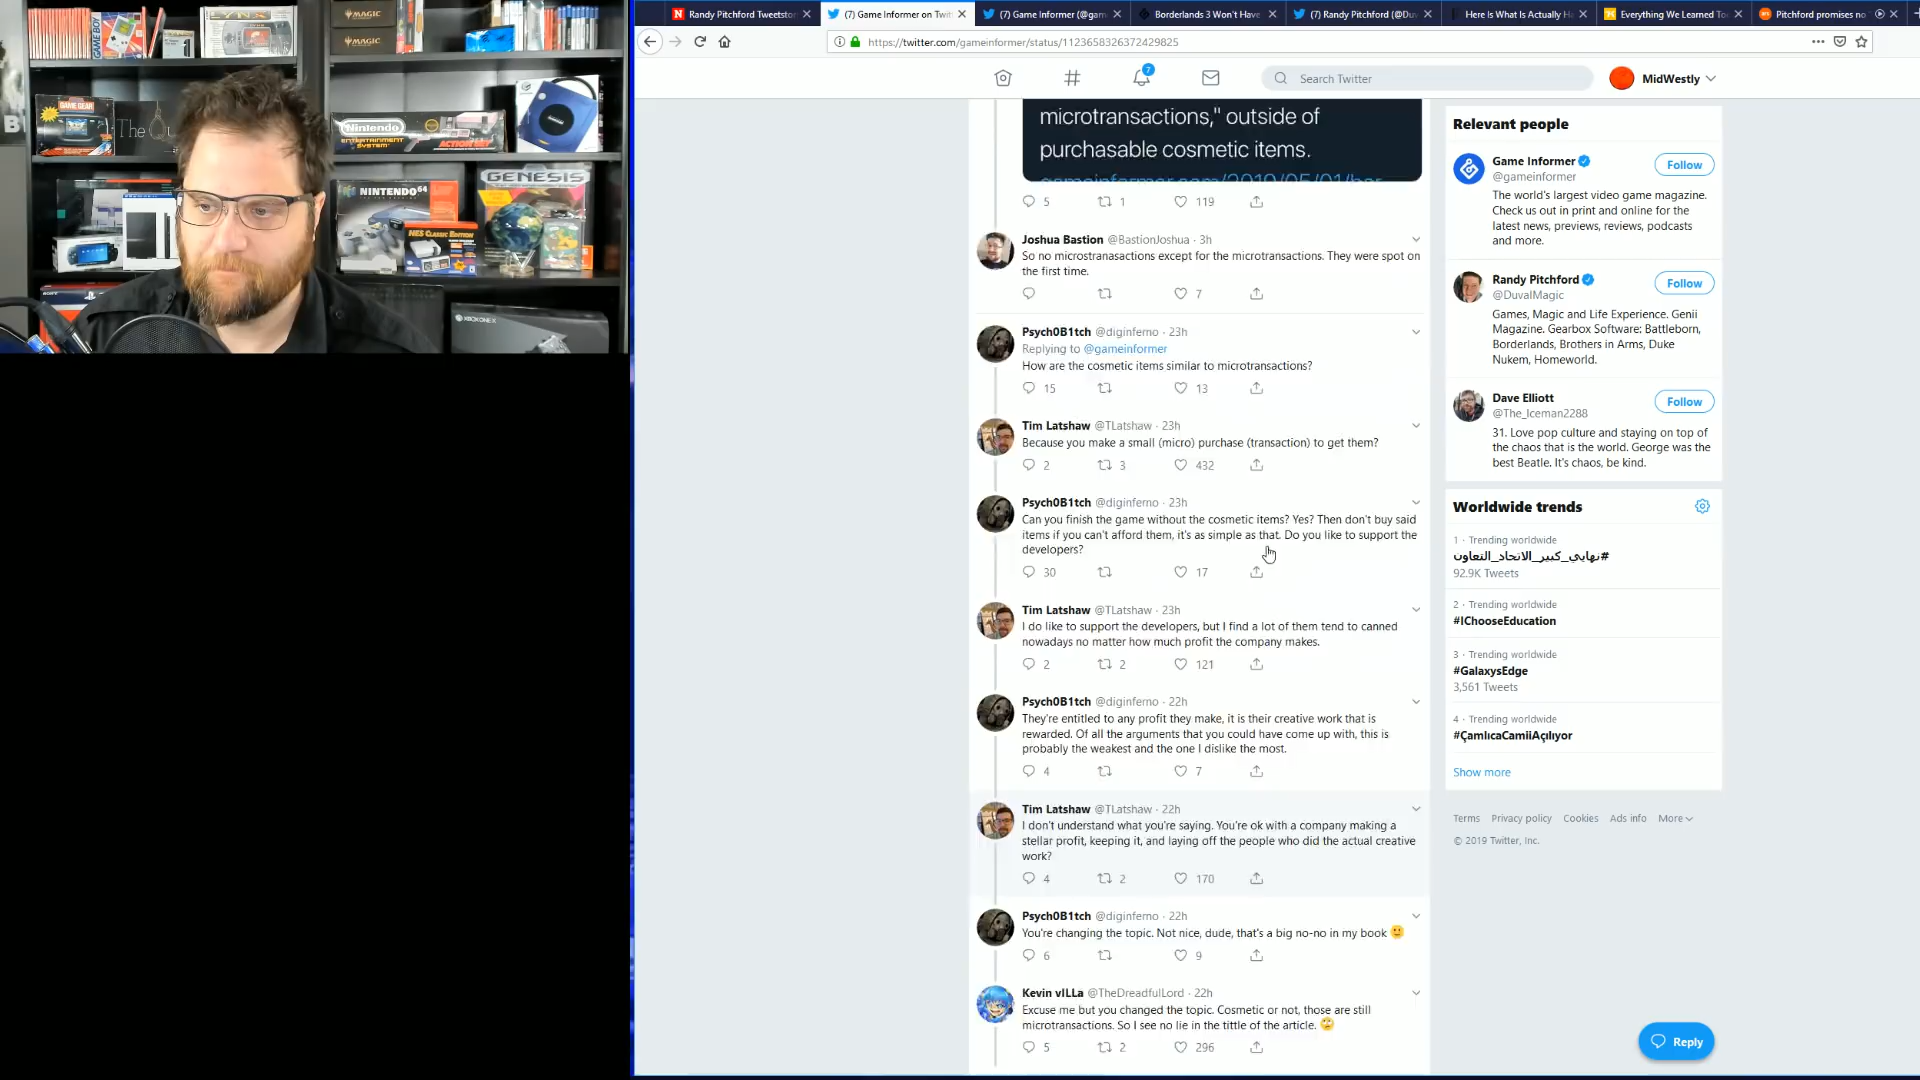 Randy Pitchford Tweetstor
(7) Game Informer on Twit
(7) Game Informer (@gam
Borderlands 3 Won't Have
(7) Randy Pitchford (@Du
Here Is What Is Actually H
Everything We Learned To
Pitchford promises no
https://twitter.com/gameinformer/status/1123658326372429825
7
Search Twitter
MidWestly
LYNX
MAGIC
MAGIC
GAME GEAR
The
Nintendo
ENTERTAINMENT SYSTEM
ACTION SET
NINTENDO 64
GENESIS
NES CLASSIC EDITION
XBOX ONE X
microtransactions," outside of
purchasable cosmetic items.
5 1 119
Joshua Bastion @BastionJoshua · 3h
So no microstranasactions except for the microtransactions. They were spot on
the first time.
7
Psych0B1tch @diginferno · 23h
Replying to @gameinformer
How are the cosmetic items similar to microtransactions?
15 13
Tim Latshaw @TLatshaw · 23h
Because you make a small (micro) purchase (transaction) to get them?
2 3 432
Psych0B1tch @diginferno · 23h
Can you finish the game without the cosmetic items? Yes? Then don't buy said
items if you can't afford them, it's as simple as that. Do you like to support the
developers?
30 17
Tim Latshaw @TLatshaw · 23h
I do like to support the developers, but I find a lot of them tend to canned
nowadays no matter how much profit the company makes.
2 2 121
Psych0B1tch @diginferno · 22h
They're entitled to any profit they make, it is their creative work that is
rewarded. Of all the arguments that you could have come up with, this is
probably the weakest and the one I dislike the most.
4 7
Tim Latshaw @TLatshaw · 22h
I don't understand what you're saying. You're ok with a company making a
stellar profit, keeping it, and laying off the people who did the actual creative
work?
4 2 170
Psych0B1tch @diginferno · 22h
You're changing the topic. Not nice, dude, that's a big no-no in my book 🙂
6 9
Kevin vILLa @TheDreadfulLord · 22h
Excuse me but you changed the topic. Cosmetic or not, those are still
microtransactions. So I see no lie in the tittle of the article. 🙄
5 2 296
Relevant people
Game Informer
@gameinformer
Follow
The world's largest video game magazine.
Check us out in print and online for the
latest news, previews, reviews, podcasts
and more.
Randy Pitchford
@DuvalMagic
Follow
Games, Magic and Life Experience. Genii
Magazine. Gearbox Software: Battleborn,
Borderlands, Brothers in Arms, Duke
Nukem, Homeworld.
Dave Elliott
@The_Iceman2288
Follow
31. Love pop culture and staying on top of
the chaos that is the world. George was the
best Beatle. It's chaos, be kind.
Worldwide trends
1 · Trending worldwide
#نهايي_كبير_الاتحاد_التعاون
92.9K Tweets
2 · Trending worldwide
#IChooseEducation
3 · Trending worldwide
#GalaxysEdge
3,561 Tweets
4 · Trending worldwide
#ÇamlıcaCamiiAçılıyor
Show more
Terms Privacy policy Cookies Ads info More
© 2019 Twitter, Inc.
Reply